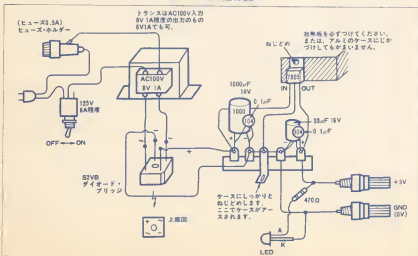 (ヒューズ0.5A)
ヒューズ・ホルダー
トランスはAC100V入力
8V 1A程度の出力のもの
6V1Aでも可。
AC100V
8V 1A
125V
6A程度
OFF ← → ON
S2VB
ダイオード・
ブリッジ
上面図
1000μF
16V
0.1μF
1000
104
ねじどめ
放熱板を必ずつけてください。
または、アルミのケースにじか
づけしてもかまいません。
7805
IN
OUT
33μF 16V
104
0.1μF
ケースにしっかりと
ねじどめします。
ここでケースがアー
スされます。
470Ω
+5V
GND
(0V)
A
K
LED